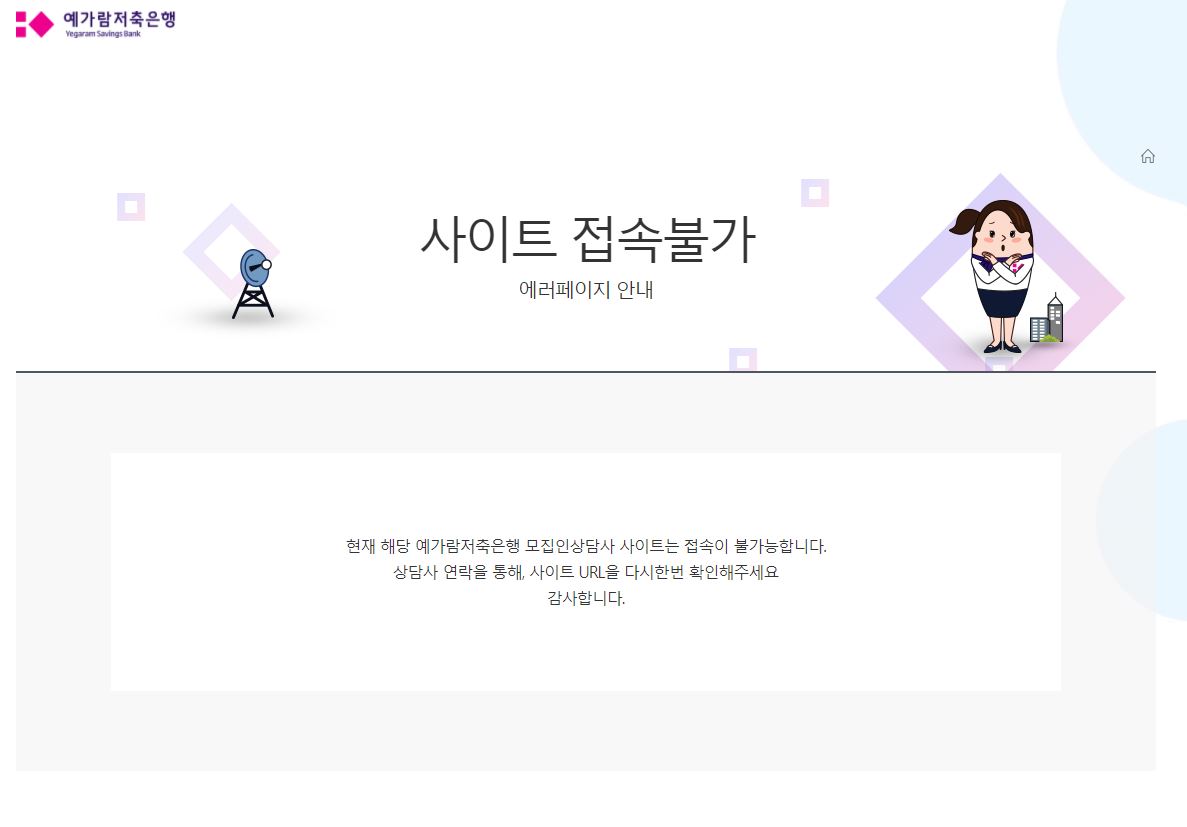 예가람저축은행
Yegaram Savings Bank
사이트 접속불가
에러페이지 안내
현재 해당 예가람저축은행 모집인상담사 사이트는 접속이 불가능합니다.
상담사 연락을 통해, 사이트 URL을 다시한번 확인해주세요
감사합니다.